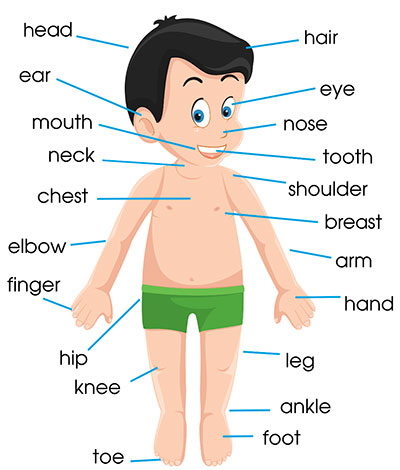 head
hair
ear
eye
mouth
nose
neck
tooth
chest
shoulder
breast
elbow
arm
finger
hand
hip
leg
knee
ankle
foot
toe